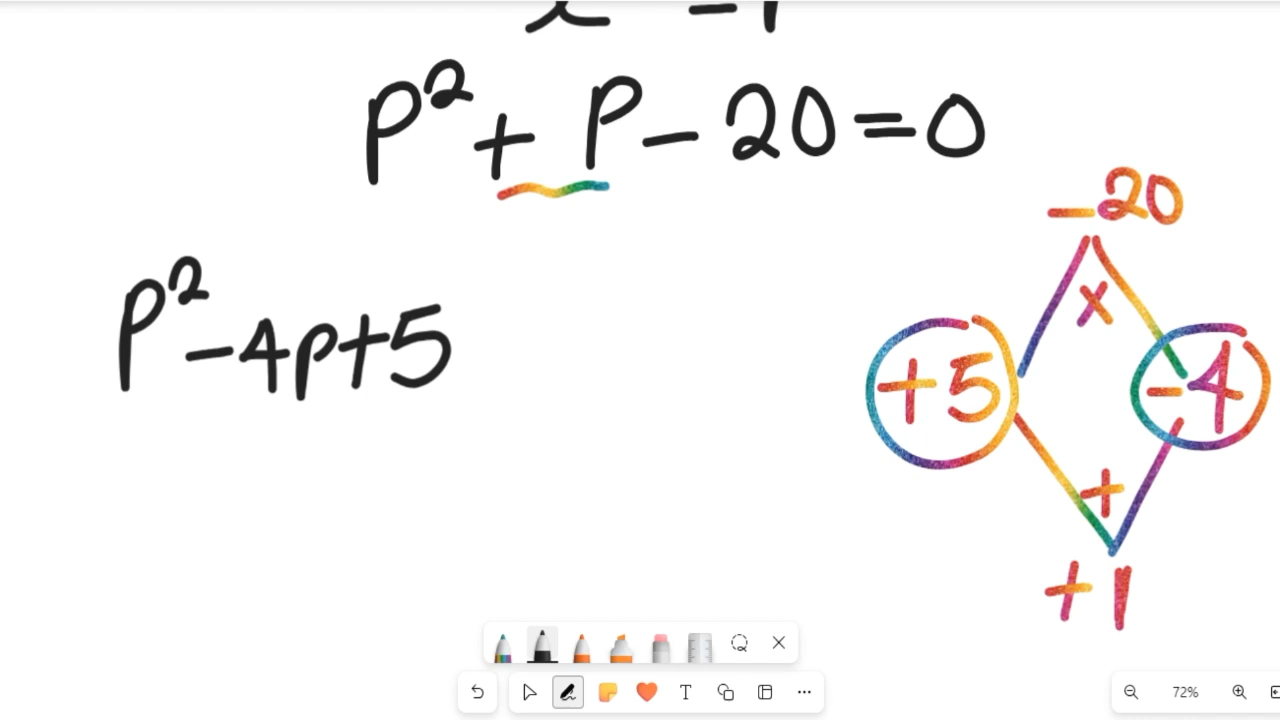 p² + p - 20 = 0
p² - 4p + 5
-20
×
+5
-4
+
+1
T
72%